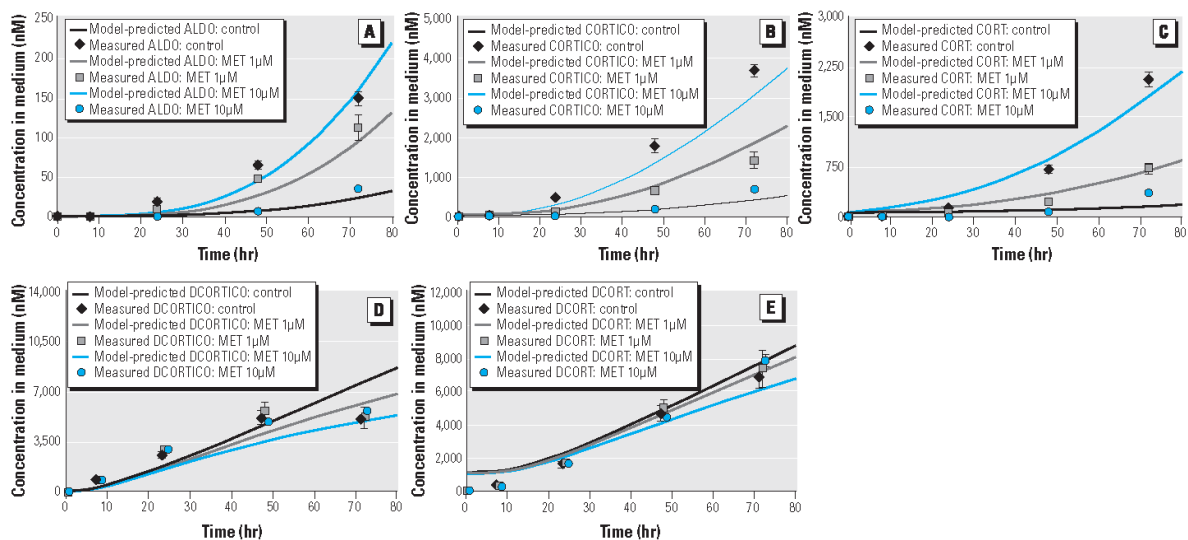 A
Model-predicted ALDO: control
Measured ALDO: control
Model-predicted ALDO: MET 1µM
Measured ALDO: MET 1µM
Model-predicted ALDO: MET 10µM
Measured ALDO: MET 10µM
Concentration in medium (nM)
250
200
150
100
50
0
0 10 20 30 40 50 60 70 80
Time (hr)
B
Model-predicted CORTICO: control
Measured CORTICO: control
Model-predicted CORTICO: MET 1µM
Measured CORTICO: MET 1µM
Model-predicted CORTICO: MET 10µM
Measured CORTICO: MET 10µM
Concentration in medium (nM)
5,000
4,000
3,000
2,000
1,000
0
0 10 20 30 40 50 60 70 80
Time (hr)
C
Model-predicted CORT: control
Measured CORT: control
Model-predicted CORT: MET 1µM
Measured CORT: MET 1µM
Model-predicted CORT: MET 10µM
Measured CORT: MET 10µM
Concentration in medium (nM)
3,000
2,250
1,500
750
0
0 10 20 30 40 50 60 70 80
Time (hr)
D
Model-predicted DCORTICO: control
Measured DCORTICO: control
Model-predicted DCORTICO: MET 1µM
Measured DCORTICO: MET 1µM
Model-predicted DCORTICO: MET 10µM
Measured DCORTICO: MET 10µM
Concentration in medium (nM)
14,000
10,500
7,000
3,500
0
0 10 20 30 40 50 60 70 80
Time (hr)
E
Model-predicted DCORT: control
Measured DCORT: control
Model-predicted DCORT: MET 1µM
Measured DCORT: MET 1µM
Model-predicted DCORT: MET 10µM
Measured DCORT: MET 10µM
Concentration in medium (nM)
12,000
10,000
8,000
6,000
4,000
2,000
0
0 10 20 30 40 50 60 70 80
Time (hr)